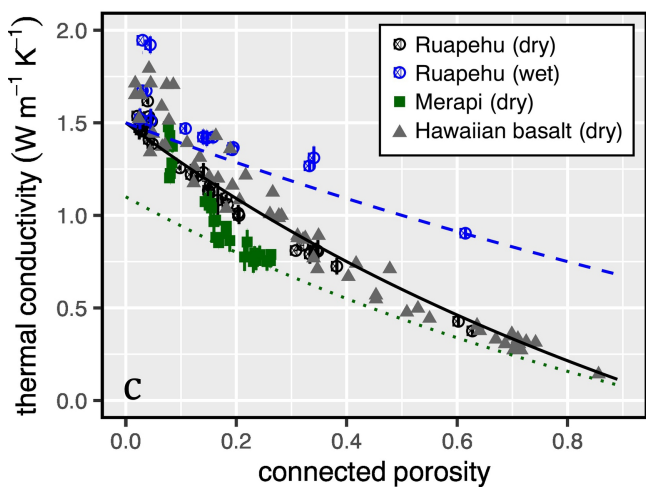 thermal conductivity (W m⁻¹ K⁻¹)
2.0
1.5
1.0
0.5
0.0
Ruapehu (dry)
Ruapehu (wet)
Merapi (dry)
Hawaiian basalt (dry)
c
0.0 0.2 0.4 0.6 0.8
connected porosity